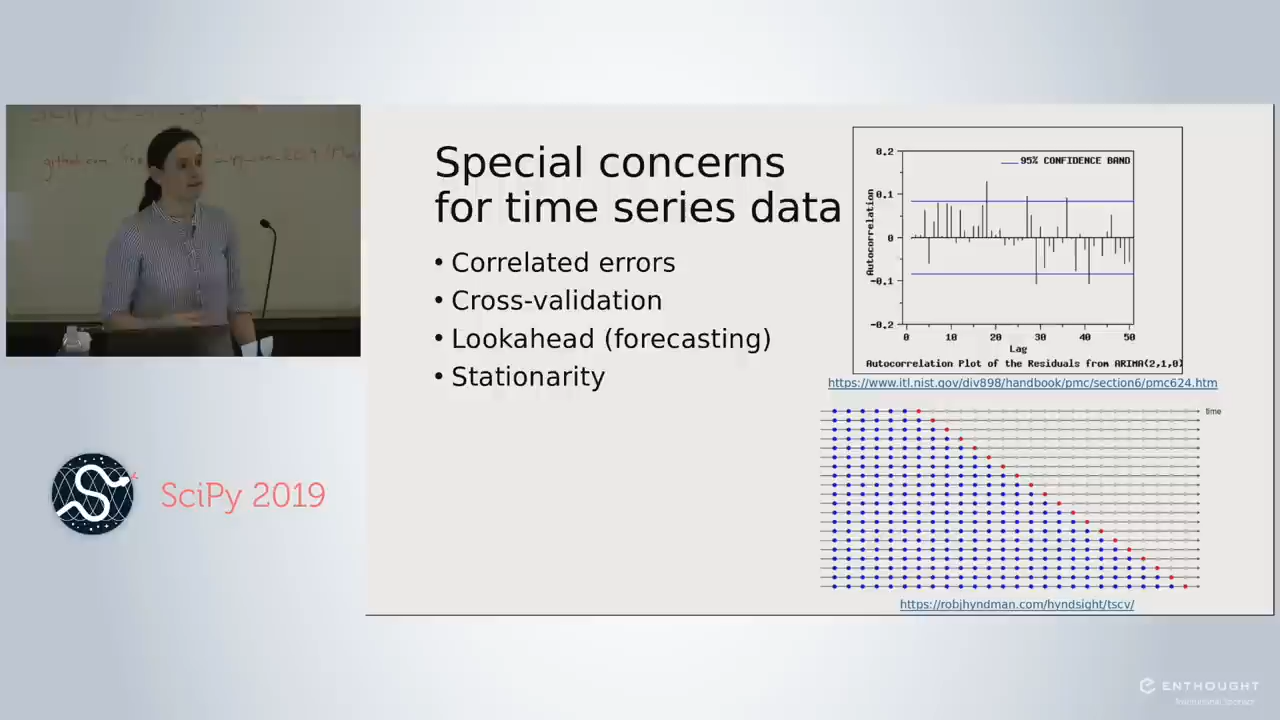 Special concerns
for time series data
• Correlated errors
• Cross-validation
• Lookahead (forecasting)
• Stationarity
0.2
95% CONFIDENCE BAND
0.1
0
-0.1
-0.2
Autocorrelation
0 10 20 30 40 50
Lag
Autocorrelation Plot of the Residuals from ARIMA(2,1,0)
https://www.itl.nist.gov/div898/handbook/pmc/section6/pmc624.htm
time
https://robjhyndman.com/hyndsight/tscv/
SciPy 2019
ENTHOUGHT
Institutional Sponsor